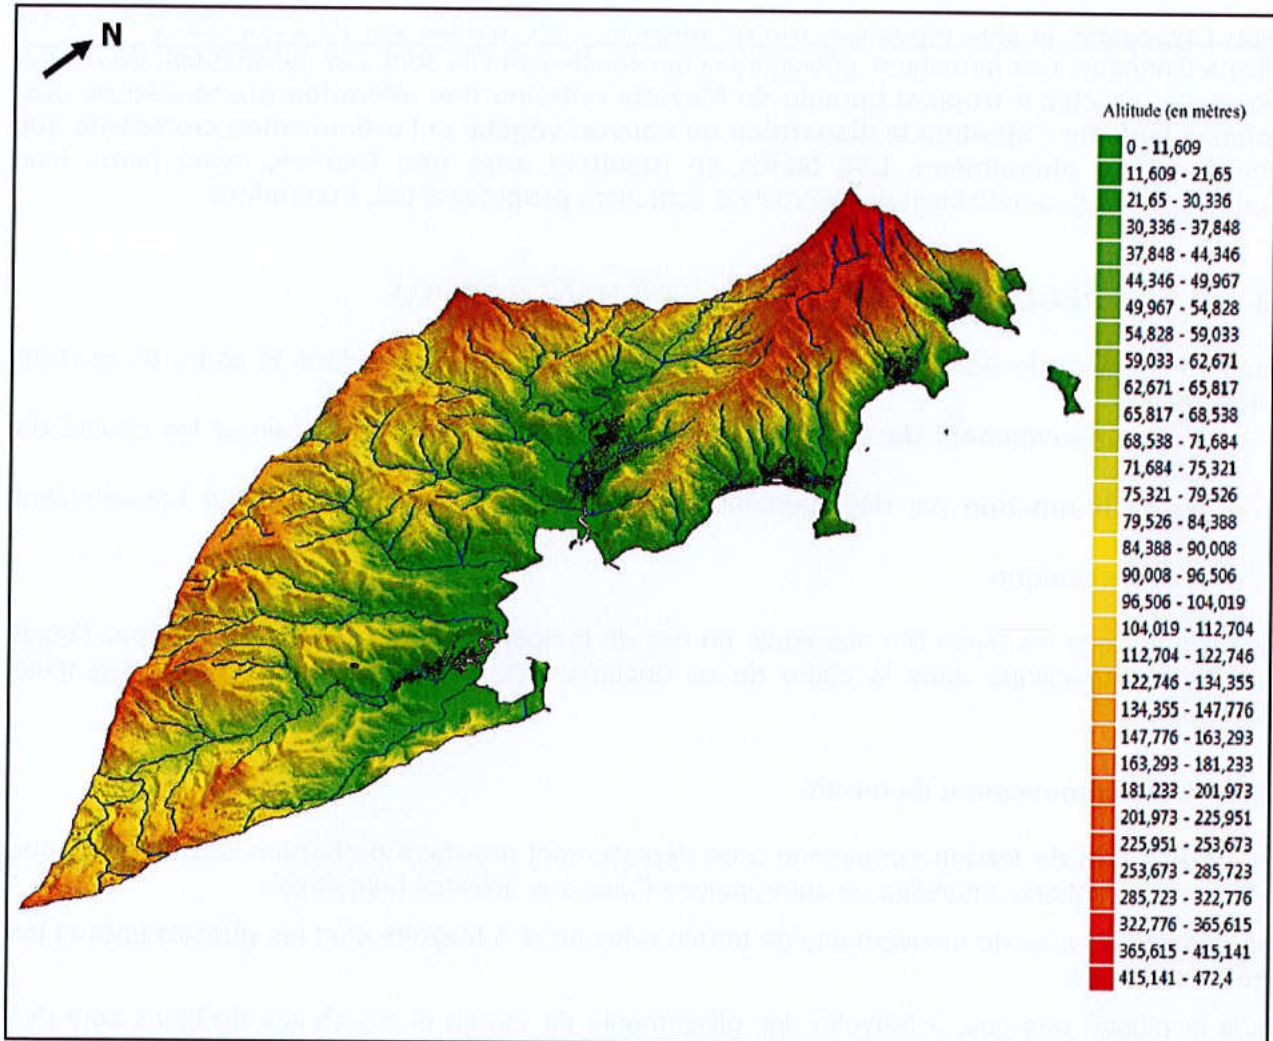 N
Altitude (en mètres)
0 - 11,609
11,609 - 21,65
21,65 - 30,336
30,336 - 37,848
37,848 - 44,346
44,346 - 49,967
49,967 - 54,828
54,828 - 59,033
59,033 - 62,671
62,671 - 65,817
65,817 - 68,538
68,538 - 71,684
71,684 - 75,321
75,321 - 79,526
79,526 - 84,388
84,388 - 90,008
90,008 - 96,506
96,506 - 104,019
104,019 - 112,704
112,704 - 122,746
122,746 - 134,355
134,355 - 147,776
147,776 - 163,293
163,293 - 181,233
181,233 - 201,973
201,973 - 225,951
225,951 - 253,673
253,673 - 285,723
285,723 - 322,776
322,776 - 365,615
365,615 - 415,141
415,141 - 472,4